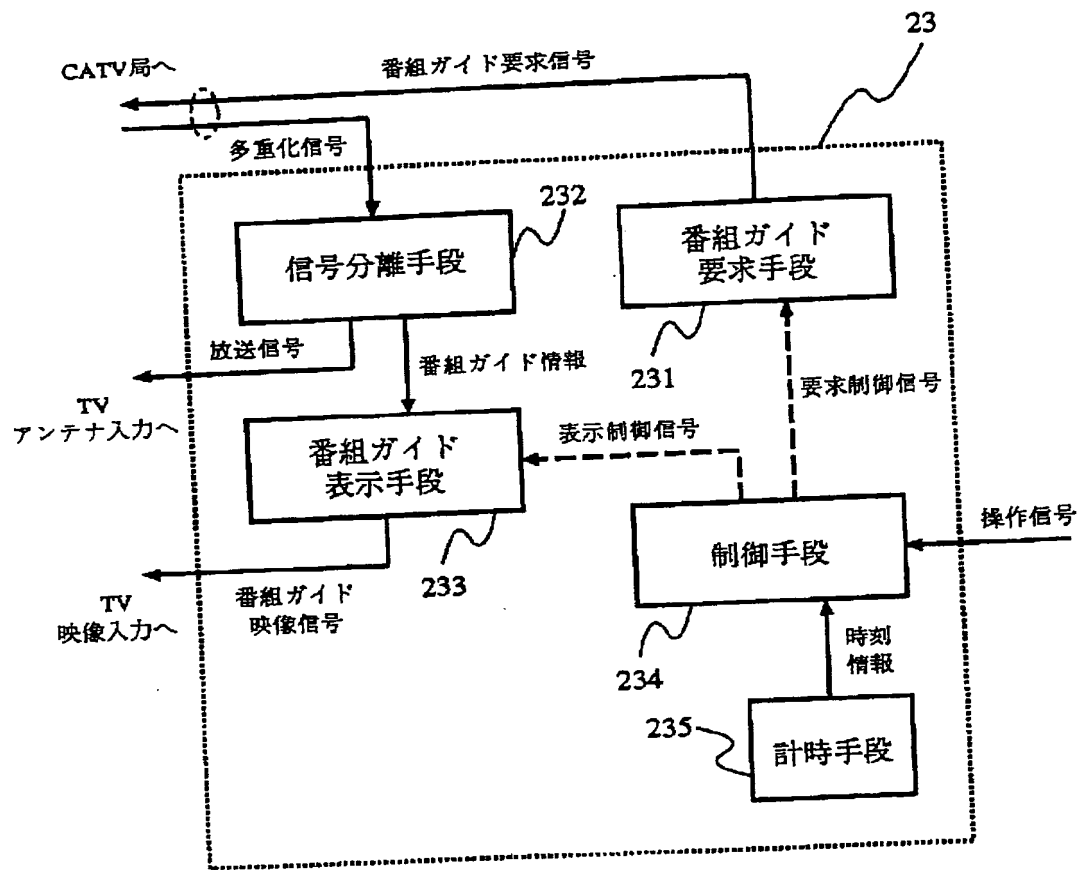 23
CATV局へ
番組ガイド要求信号
多重化信号
232
信号分離手段
番組ガイド
要求手段
231
放送信号
番組ガイド情報
要求制御信号
TV
アンテナ入力へ
番組ガイド
表示手段
表示制御信号
233
制御手段
操作信号
234
TV
映像入力へ
番組ガイド
映像信号
時刻
情報
235
計時手段